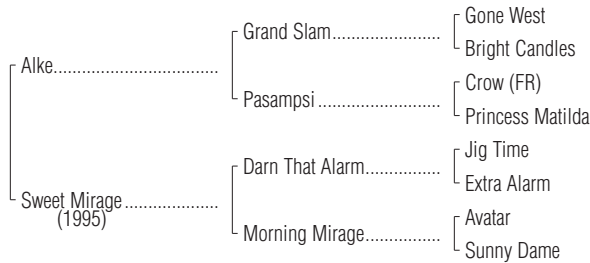 Gone West
Grand Slam..........................
Bright Candles
Alke...................................
Crow (FR)
Pasampsi.............................
Princess Matilda
Jig Time
Darn That Alarm..................
Extra Alarm
Sweet Mirage....................
(1995)
Avatar
Morning Mirage..................
Sunny Dame